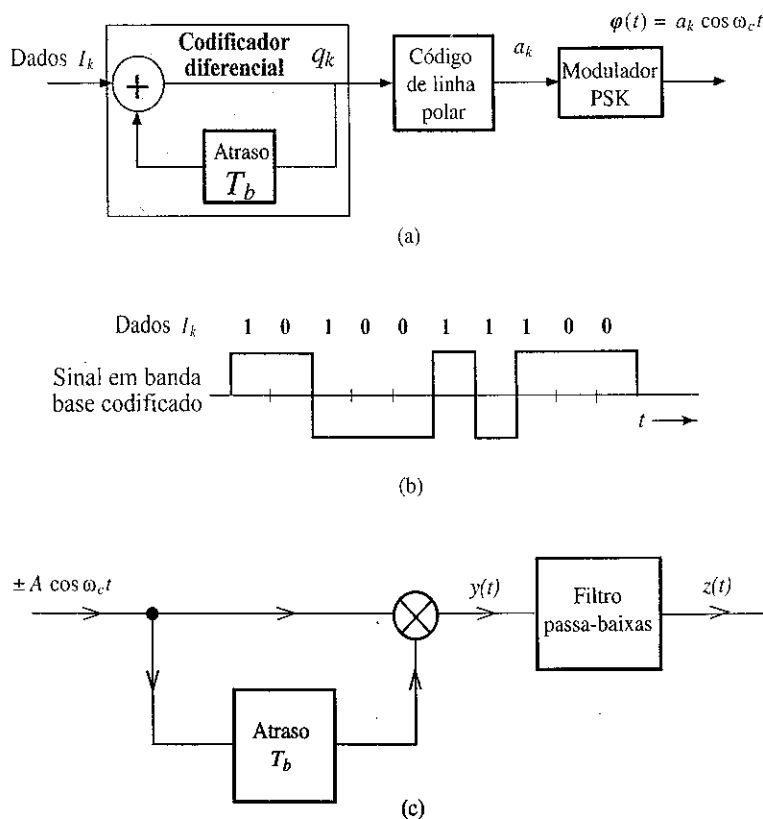 φ(t) = a_k cos ω_c t
Dados I_k
Codificador
diferencial
q_k
+
Atraso
T_b
Código
de linha
polar
a_k
Modulador
PSK
(a)
Dados I_k 1 0 1 0 0 1 1 1 0 0
Sinal em banda
base codificado
t
(b)
± A cos ω_c t
y(t)
Filtro
passa-baixas
z(t)
Atraso
T_b
(c)